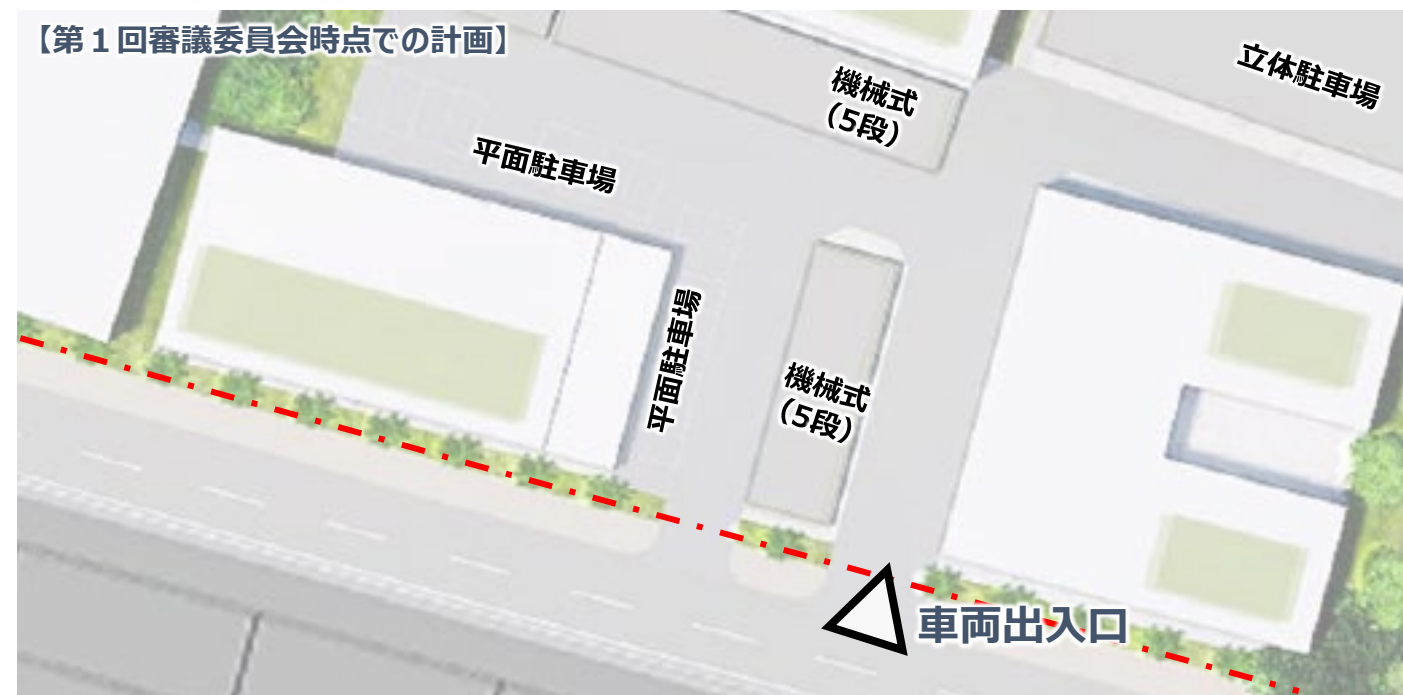 【第１回審議委員会時点での計画】
立体駐車場
機械式
（5段）
平面駐車場
平面駐車場
機械式
（5段）
車両出入口